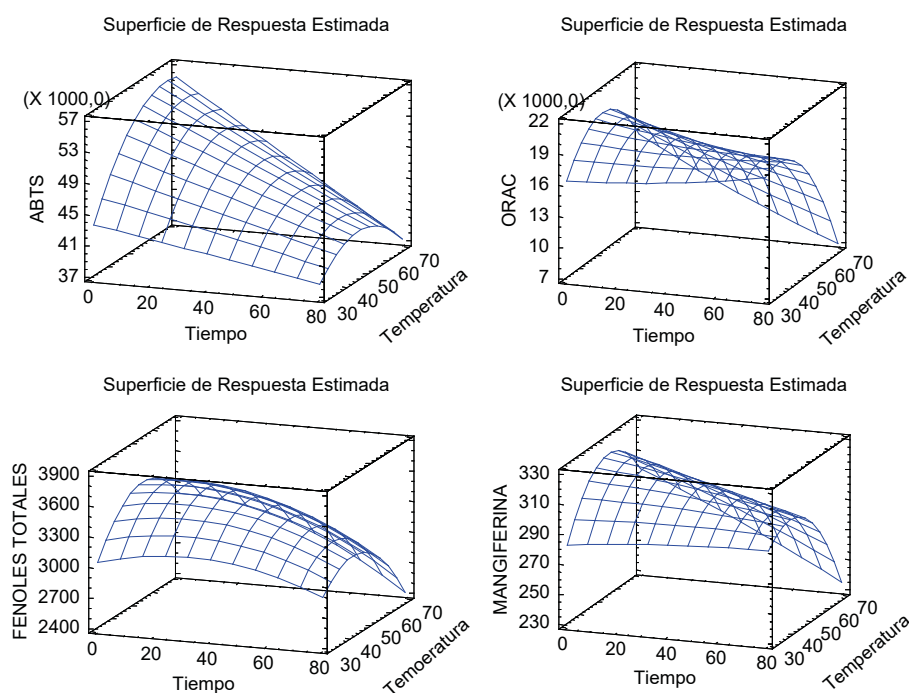 Superficie de Respuesta Estimada
(X 1000,0)
57
53
49
45
41
37
ABTS
0 20 40 60 80
Tiempo
30 40 50 60 70
Temperatura
Superficie de Respuesta Estimada
(X 1000,0)
22
19
16
13
10
7
ORAC
0 20 40 60 80
Tiempo
30 40 50 60 70
Temperatura
Superficie de Respuesta Estimada
3900
3600
3300
3000
2700
2400
FENOLES TOTALES
0 20 40 60 80
Tiempo
30 40 50 60 70
Temoeratura
Superficie de Respuesta Estimada
330
310
290
270
250
230
MANGIFERINA
0 20 40 60 80
Tiempo
30 40 50 60 70
Temperatura